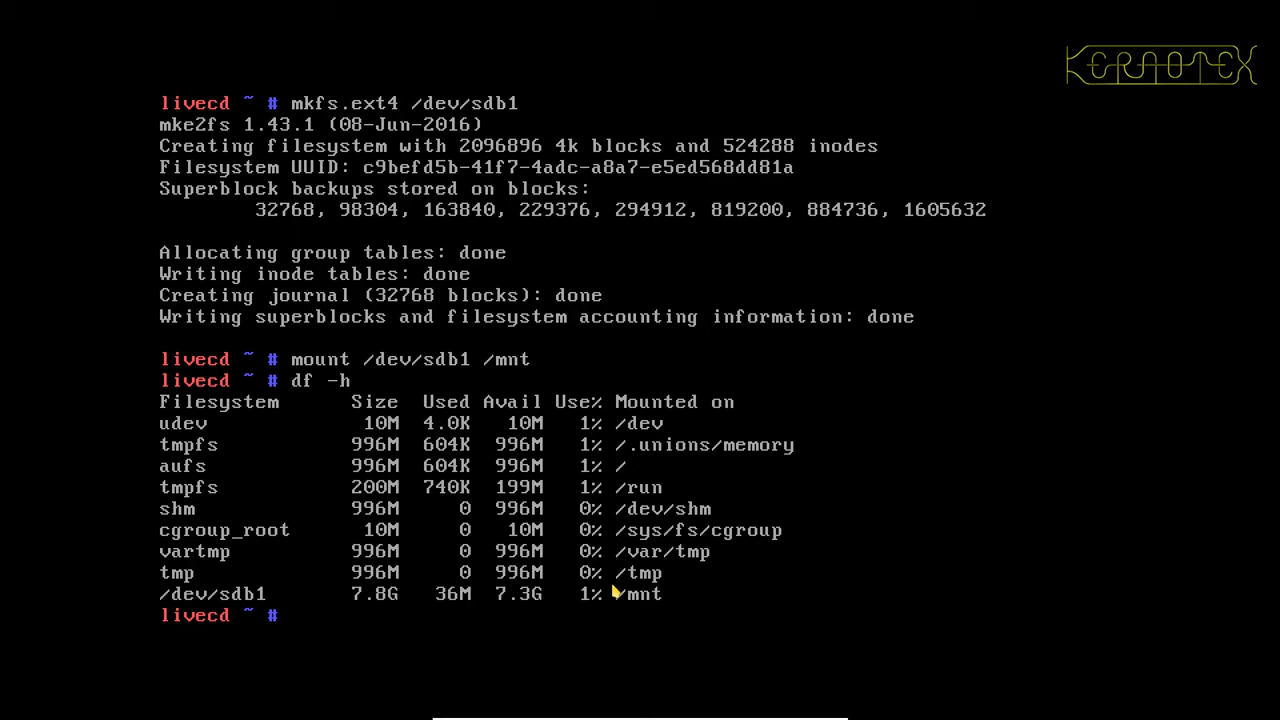 KERNOTEX
livecd ~ # mkfs.ext4 /dev/sdb1
mke2fs 1.43.1 (08-Jun-2016)
Creating filesystem with 2096896 4k blocks and 524288 inodes
Filesystem UUID: c9befd5b-41f7-4adc-a8a7-e5ed568dd81a
Superblock backups stored on blocks:
32768, 98304, 163840, 229376, 294912, 819200, 884736, 1605632
Allocating group tables: done
Writing inode tables: done
Creating journal (32768 blocks): done
Writing superblocks and filesystem accounting information: done
livecd ~ # mount /dev/sdb1 /mnt
livecd ~ # df -h
Filesystem Size Used Avail Use% Mounted on
udev 10M 4.0K 10M 1% /dev
tmpfs 996M 604K 996M 1% /.unions/memory
aufs 996M 604K 996M 1% /
tmpfs 200M 740K 199M 1% /run
shm 996M 0 996M 0% /dev/shm
cgroup_root 10M 0 10M 0% /sys/fs/cgroup
vartmp 996M 0 996M 0% /var/tmp
tmp 996M 0 996M 0% /tmp
/dev/sdb1 7.8G 36M 7.3G 1% /mnt
livecd ~ #